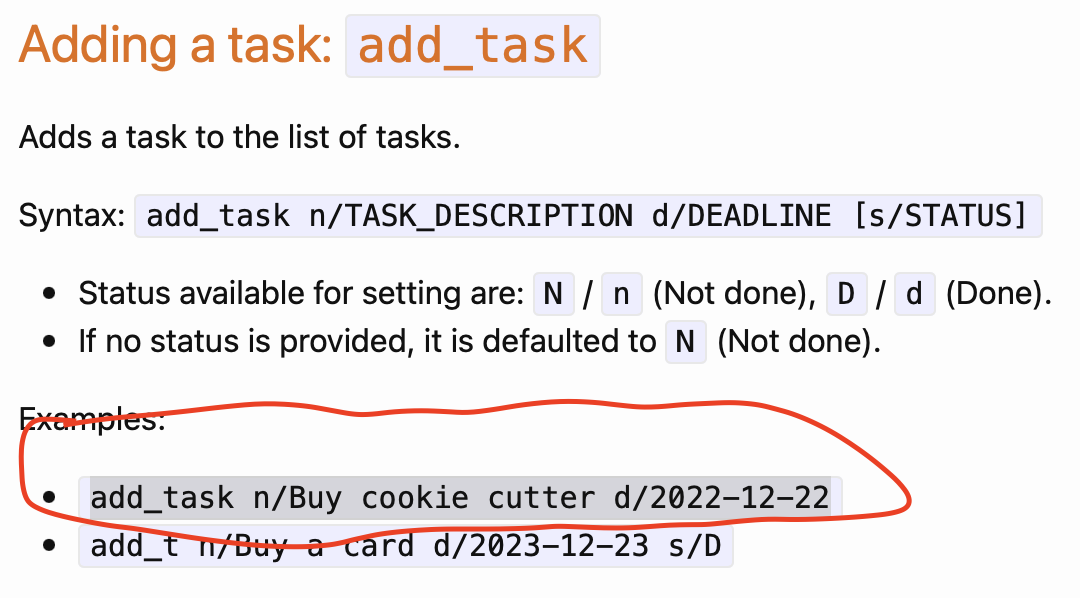 Adding a task: add_task
Adds a task to the list of tasks.
Syntax: add_task n/TASK_DESCRIPTION d/DEADLINE [s/STATUS]
• Status available for setting are: N / n (Not done), D / d (Done).
• If no status is provided, it is defaulted to N (Not done).
Examples:
• add_task n/Buy cookie cutter d/2022-12-22
• add_t n/Buy a card d/2023-12-23 s/D